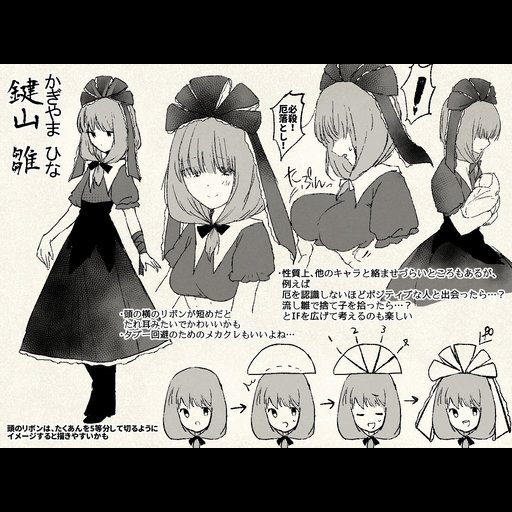 かぎやま ひな
鍵山 雛
必殺!
厄落とし!
!
・性質上、他のキャラと絡ませづらいところもあるが、
例えば
厄を認識しないほどポジティブな人と出会ったら…?
流し雛で捨て子を拾ったら…?
とIFを広げて考えるのも楽しい
・頭の横のリボンが短めだと
たれ耳みたいでかわいいかも
・タブー回避のためのメカクレもいいよね…
2
3
頭のリボンは、たくあんを5等分して切るように
イメージすると描きやすいかも